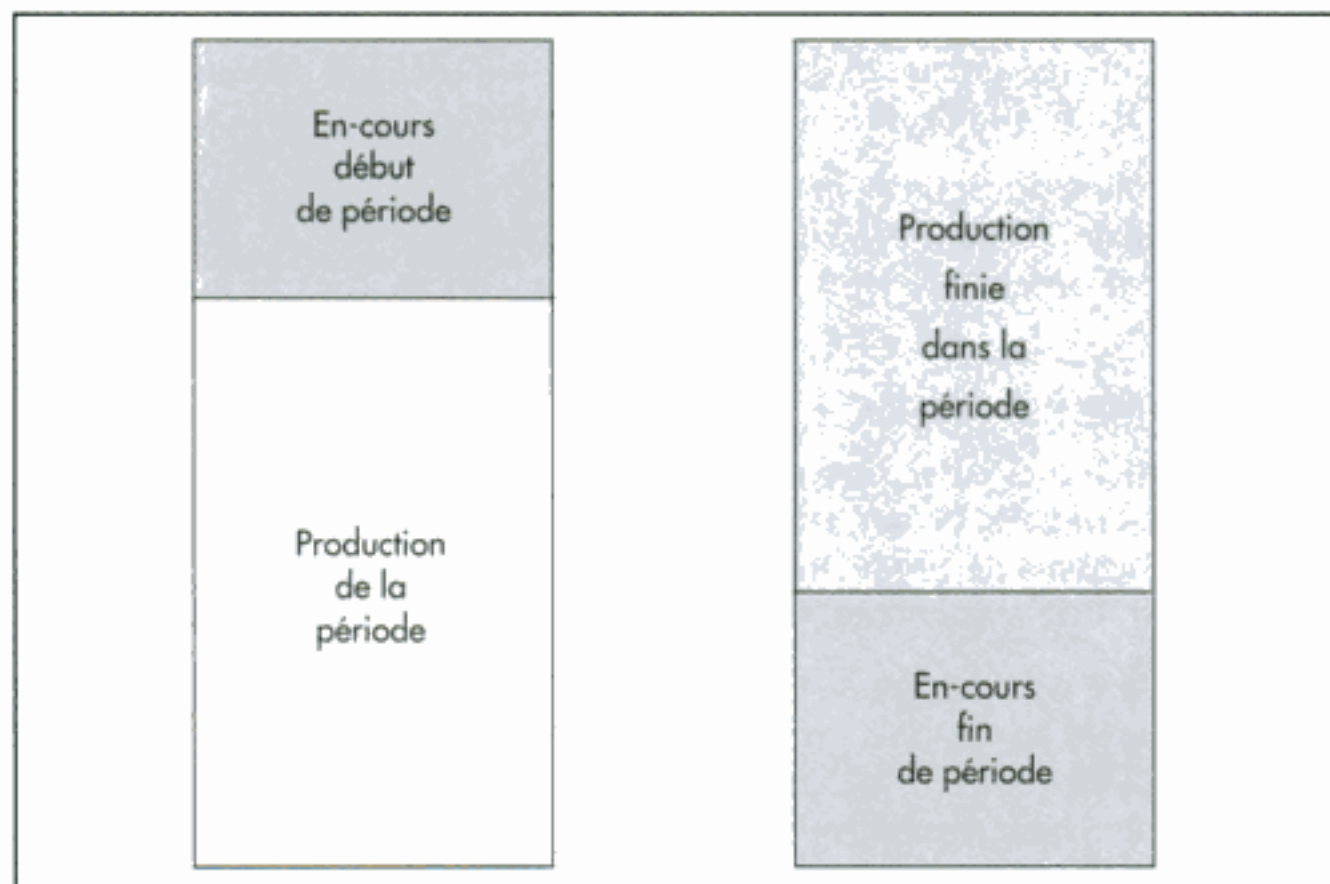 En-cours
début
de période
Production
de la
période
Production
finie
dans la
période
En-cours
fin
de période